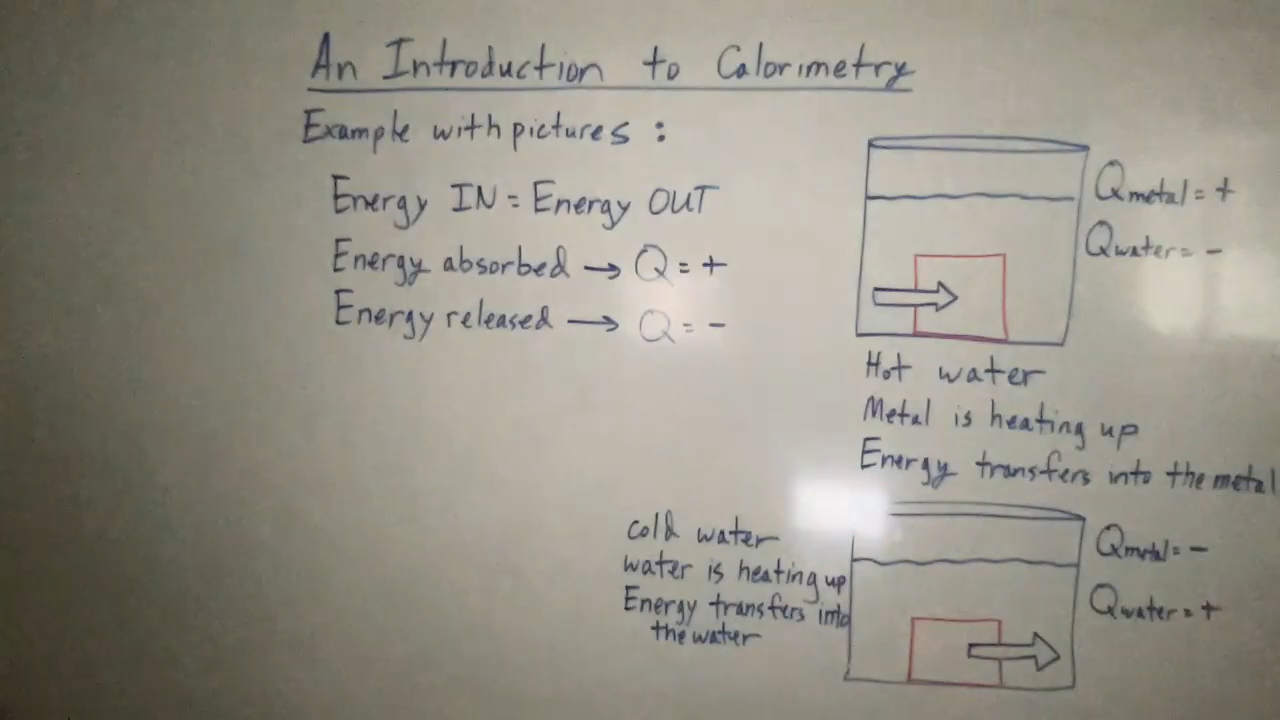 An Introduction to Calorimetry
Example with pictures :
Energy IN = Energy OUT
Energy absorbed → Q = +
Energy released → Q = -
Qmetal = +
Qwater = -
Hot water
Metal is heating up
Energy transfers into the metal
cold water
water is heating up
Energy transfers into
the water
Qmetal = -
Qwater = +